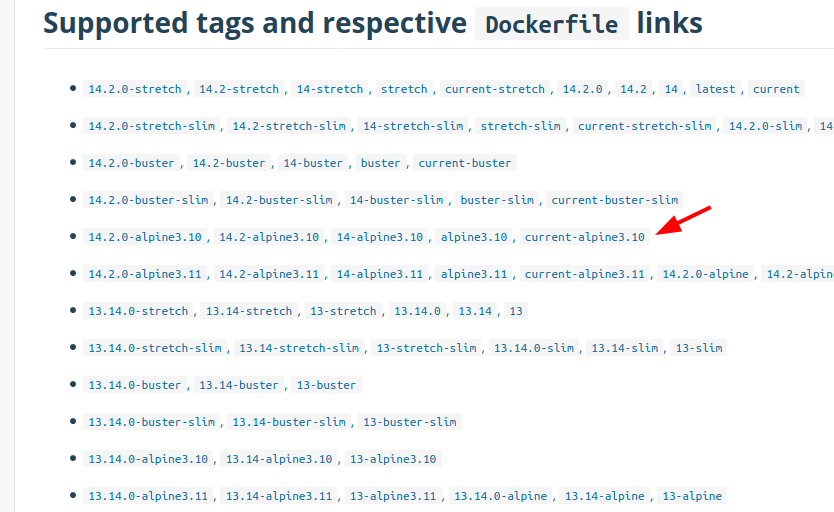 Supported tags and respective Dockerfile links
14.2.0-stretch, 14.2-stretch, 14-stretch, stretch, current-stretch, 14.2.0, 14.2, 14, latest, current
14.2.0-stretch-slim, 14.2-stretch-slim, 14-stretch-slim, stretch-slim, current-stretch-slim, 14.2.0-slim, 14
14.2.0-buster, 14.2-buster, 14-buster, buster, current-buster
14.2.0-buster-slim, 14.2-buster-slim, 14-buster-slim, buster-slim, current-buster-slim
14.2.0-alpine3.10, 14.2-alpine3.10, 14-alpine3.10, alpine3.10, current-alpine3.10
14.2.0-alpine3.11, 14.2-alpine3.11, 14-alpine3.11, alpine3.11, current-alpine3.11, 14.2.0-alpine, 14.2-alpin
13.14.0-stretch, 13.14-stretch, 13-stretch, 13.14.0, 13.14, 13
13.14.0-stretch-slim, 13.14-stretch-slim, 13-stretch-slim, 13.14.0-slim, 13.14-slim, 13-slim
13.14.0-buster, 13.14-buster, 13-buster
13.14.0-buster-slim, 13.14-buster-slim, 13-buster-slim
13.14.0-alpine3.10, 13.14-alpine3.10, 13-alpine3.10
13.14.0-alpine3.11, 13.14-alpine3.11, 13-alpine3.11, 13.14.0-alpine, 13.14-alpine, 13-alpine